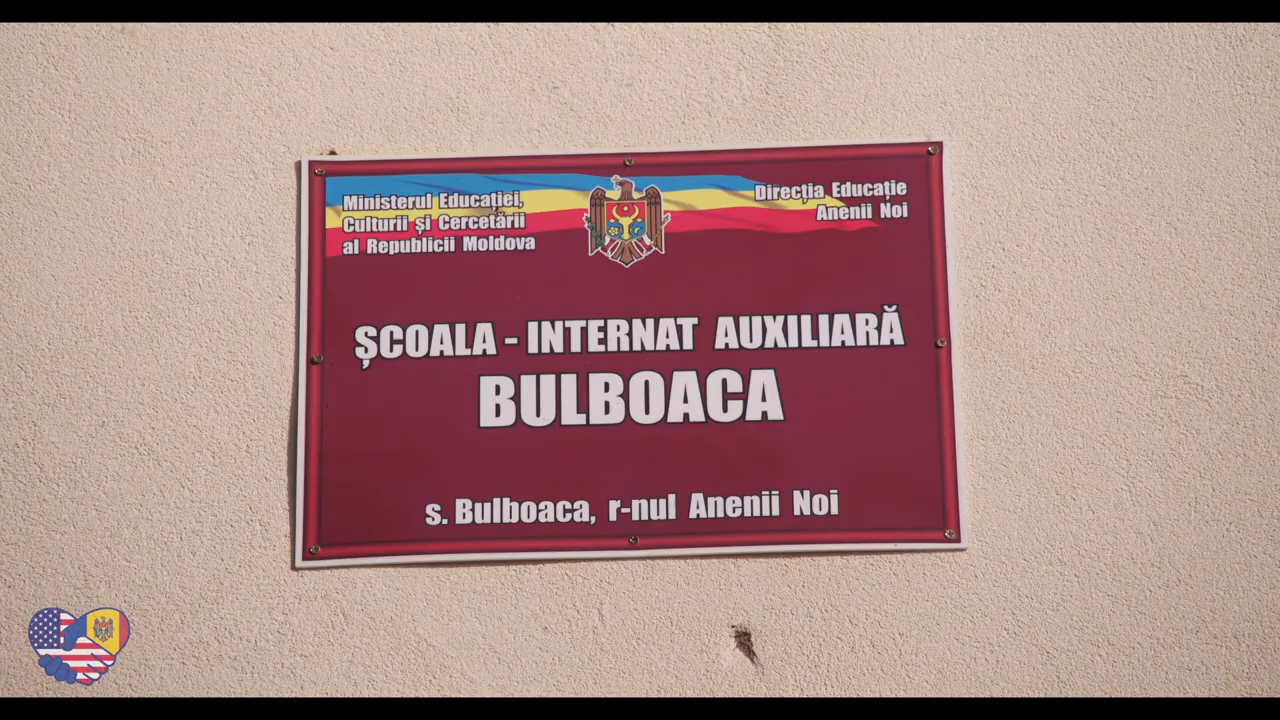 Ministerul Educației,
Culturii și Cercetării
al Republicii Moldova
Direcția Educație
Anenii Noi
ȘCOALA - INTERNAT AUXILIARĂ
BULBOACA
s. Bulboaca, r-nul Anenii Noi